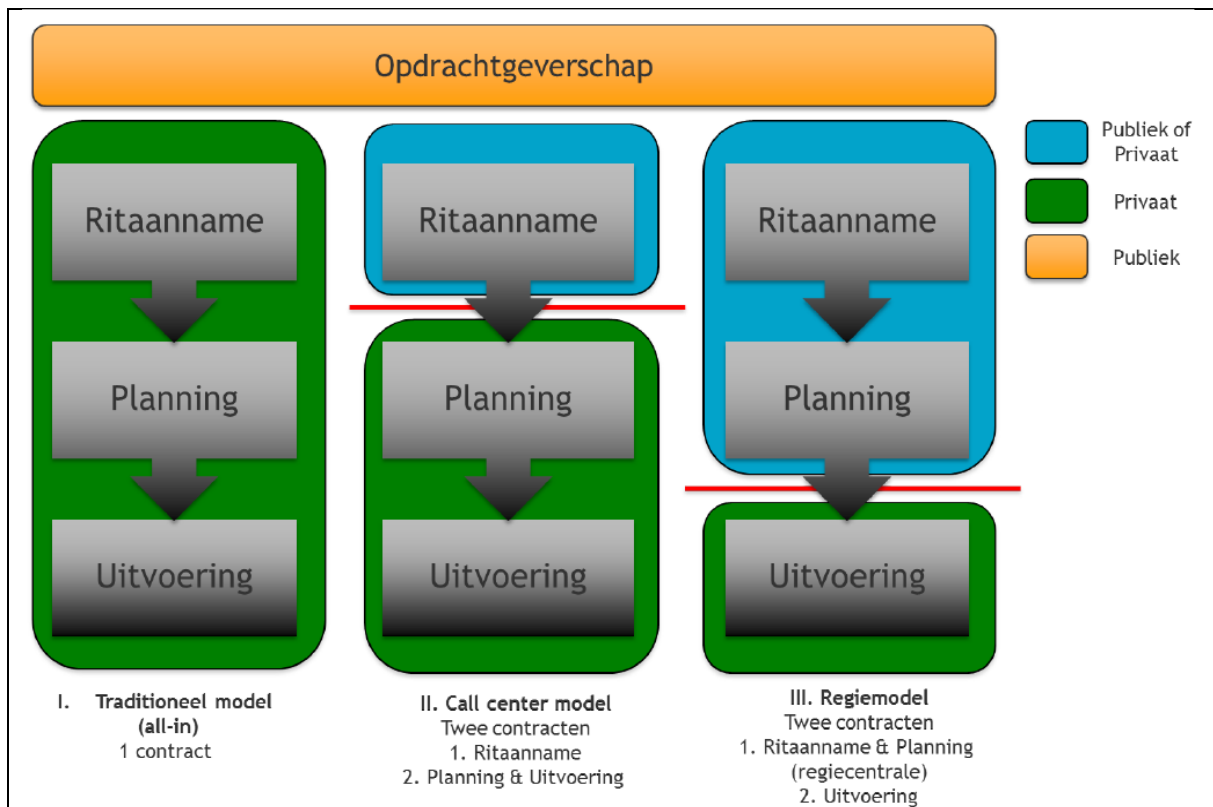 Opdrachtgeverschap
Ritaanname
Planning
Uitvoering
I. Traditioneel model
(all-in)
1 contract
Ritaanname
Planning
Uitvoering
II. Call center model
Twee contracten
1. Ritaanname
2. Planning & Uitvoering
Ritaanname
Planning
Uitvoering
III. Regiemodel
Twee contracten
1. Ritaanname & Planning
(regiecentrale)
2. Uitvoering
Publiek of
Privaat
Privaat
Publiek